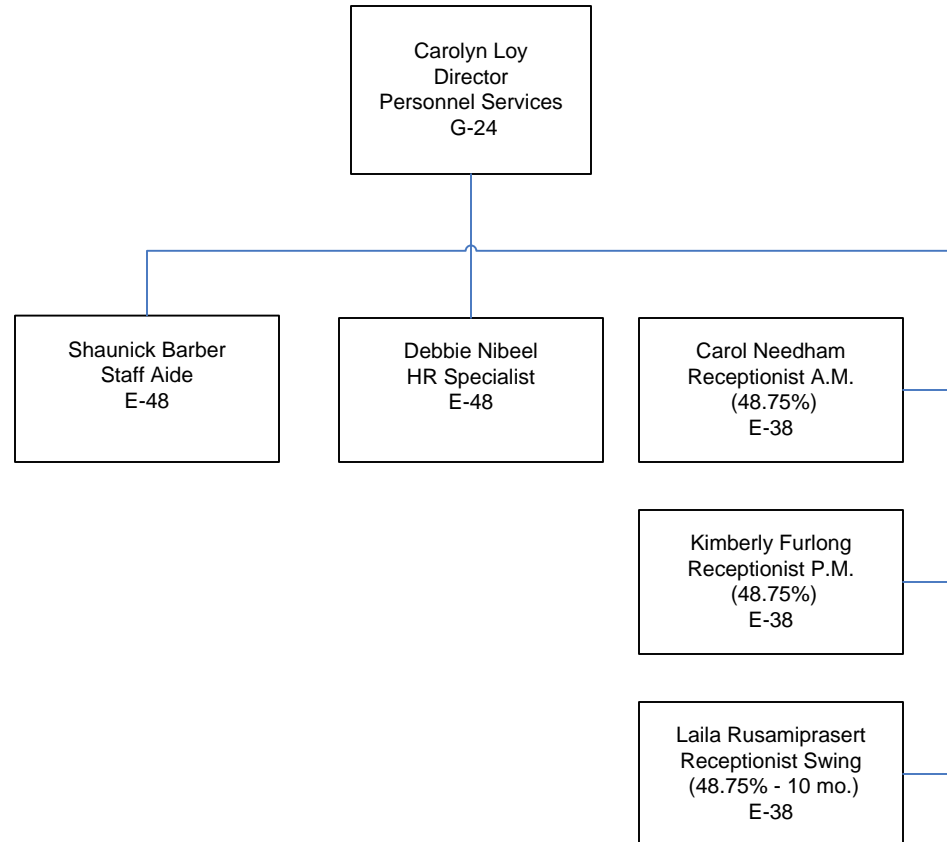 Carolyn Loy
Director
Personnel Services
G-24
Shaunick Barber
Staff Aide
E-48
Debbie Nibeel
HR Specialist
E-48
Carol Needham
Receptionist A.M.
(48.75%)
E-38
Kimberly Furlong
Receptionist P.M.
(48.75%)
E-38
Laila Rusamiprasert
Receptionist Swing
(48.75% - 10 mo.)
E-38